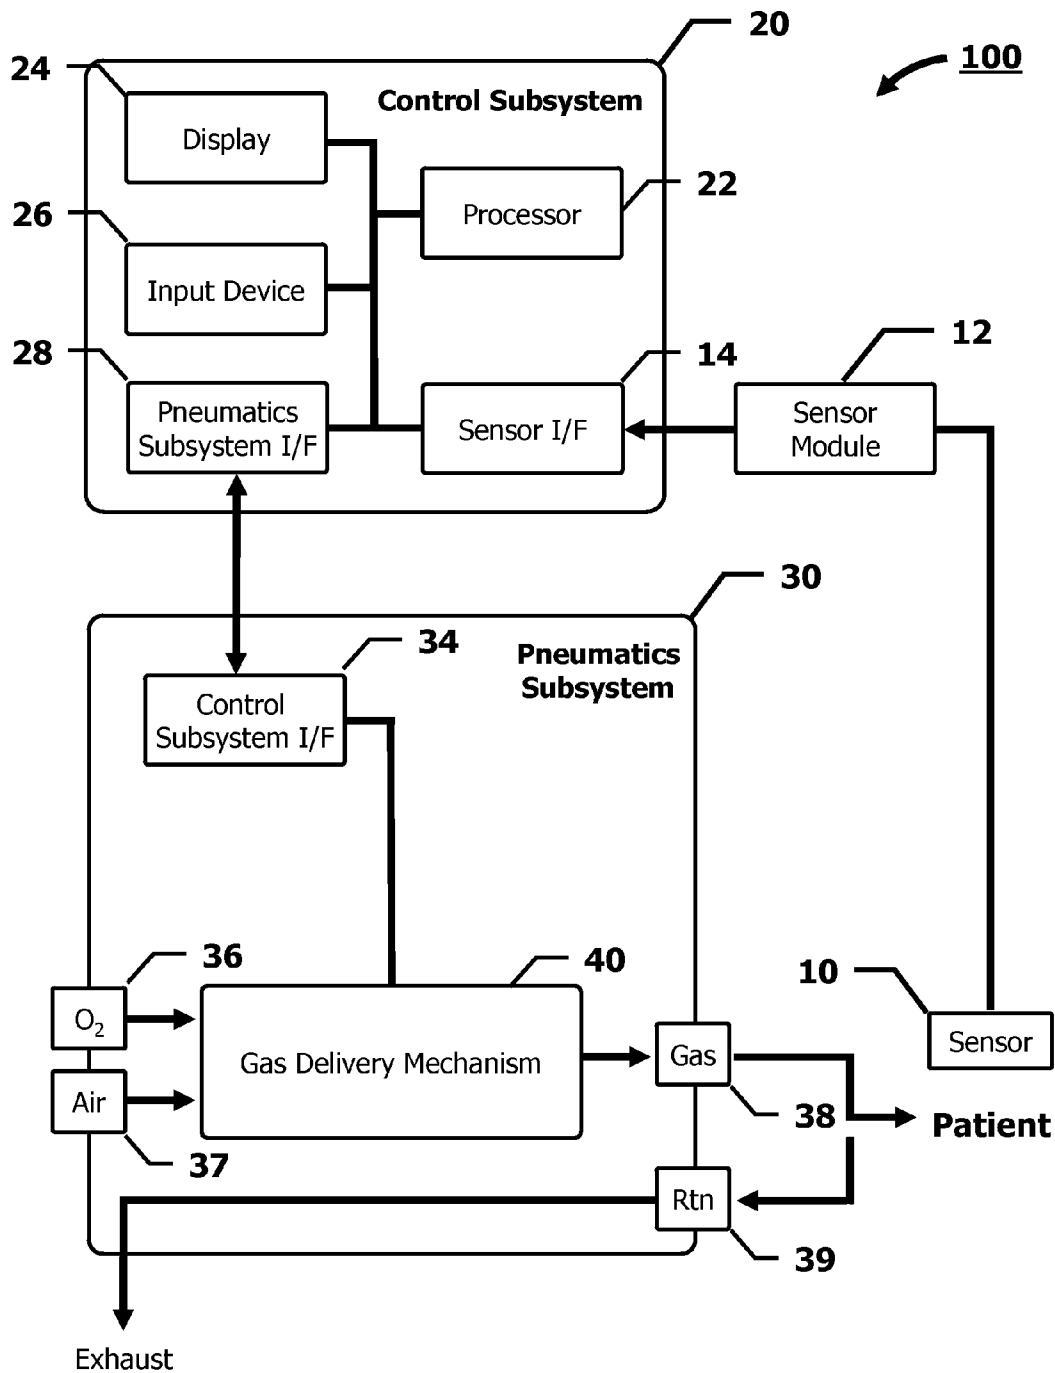 20
100
24
Control Subsystem
Display
22
Processor
26
Input Device
12
28
14
Pneumatics
Subsystem I/F
Sensor I/F
Sensor
Module
30
34
Pneumatics
Subsystem
Control
Subsystem I/F
36
40
10
O₂
Gas Delivery Mechanism
Gas
Sensor
Air
38
Patient
37
Rtn
39
Exhaust